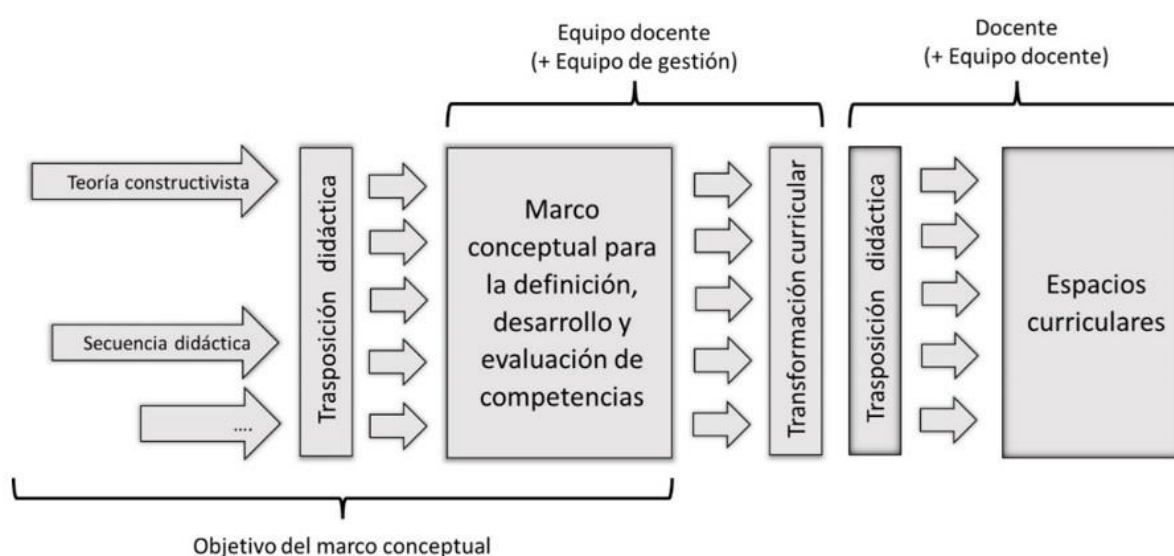 Equipo docente
(+ Equipo de gestión)
Docente
(+ Equipo docente)
Teoría constructivista
Secuencia didáctica
....
Trasposición didáctica
Marco
conceptual para
la definición,
desarrollo y
evaluación de
competencias
Transformación curricular
Trasposición didáctica
Espacios
curriculares
Objetivo del marco conceptual